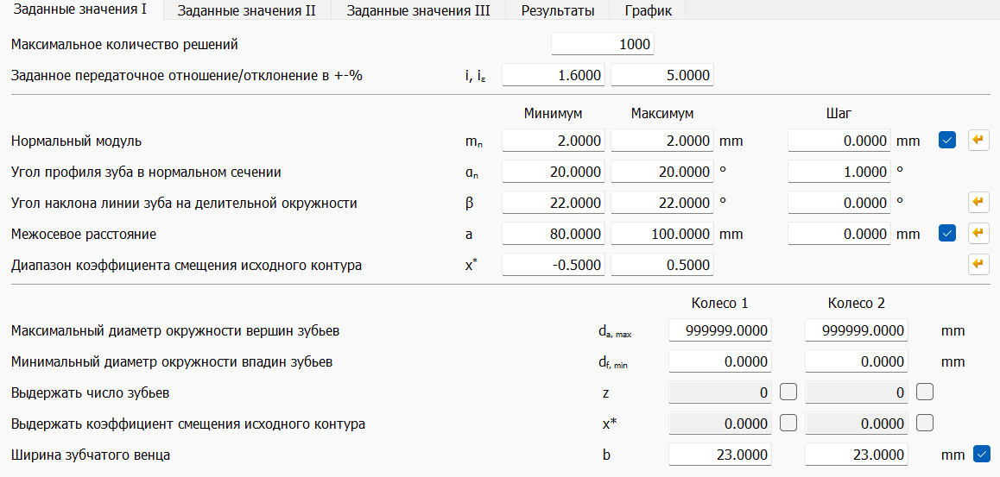 Заданные значения I Заданные значения II Заданные значения III Результаты График
Максимальное количество решений 1000
Заданное передаточное отношение/отклонение в +-% i, iε 1.6000 5.0000
Минимум Максимум Шаг
Нормальный модуль mn 2.0000 2.0000 mm 0.0000 mm
Угол профиля зуба в нормальном сечении αn 20.0000 20.0000 ° 1.0000 °
Угол наклона линии зуба на делительной окружности β 22.0000 22.0000 ° 0.0000 °
Межосевое расстояние a 80.0000 100.0000 mm 0.0000 mm
Диапазон коэффициента смещения исходного контура x* -0.5000 0.5000
Колесо 1 Колесо 2
Максимальный диаметр окружности вершин зубьев da, max 999999.0000 999999.0000 mm
Минимальный диаметр окружности впадин зубьев df, min 0.0000 0.0000 mm
Выдержать число зубьев z 0 0
Выдержать коэффициент смещения исходного контура x* 0.0000 0.0000
Ширина зубчатого венца b 23.0000 23.0000 mm